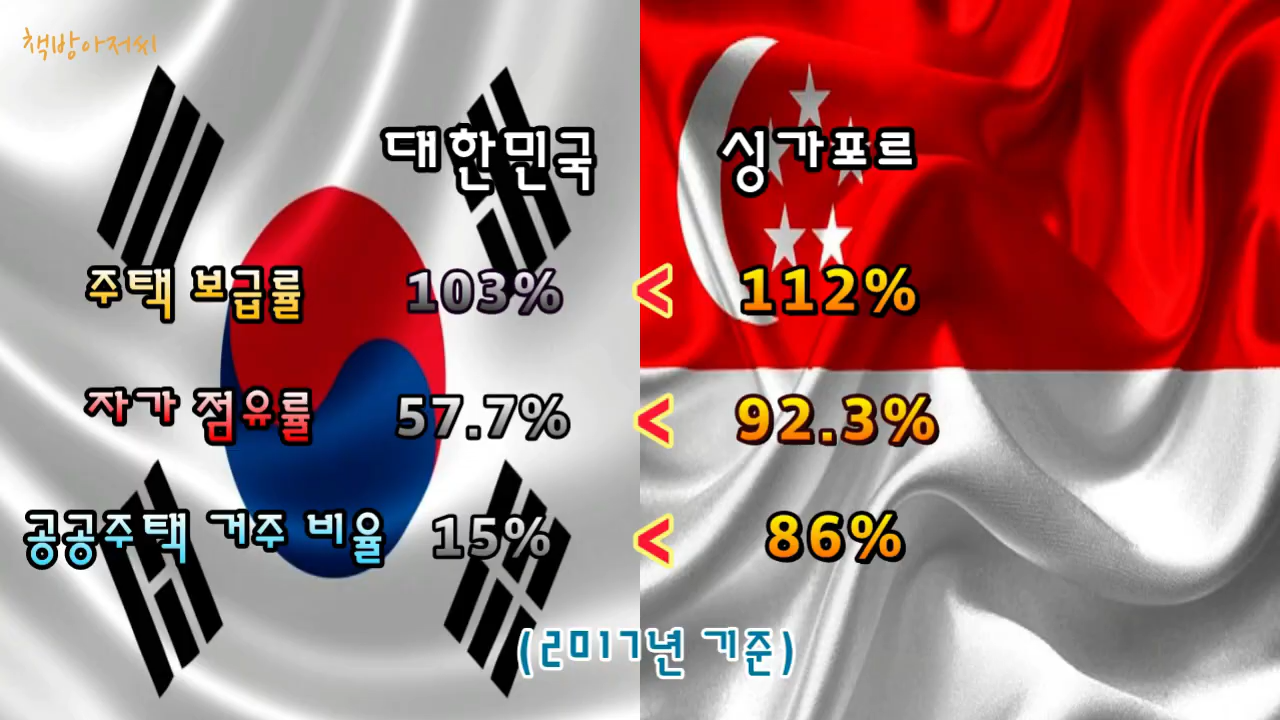 책방아저씨
대한민국 싱가포르
주택 보급률 103% < 112%
자가 점유률 57.7% < 92.3%
공공주택 거주 비율 15% < 86%
(2017년 기준)